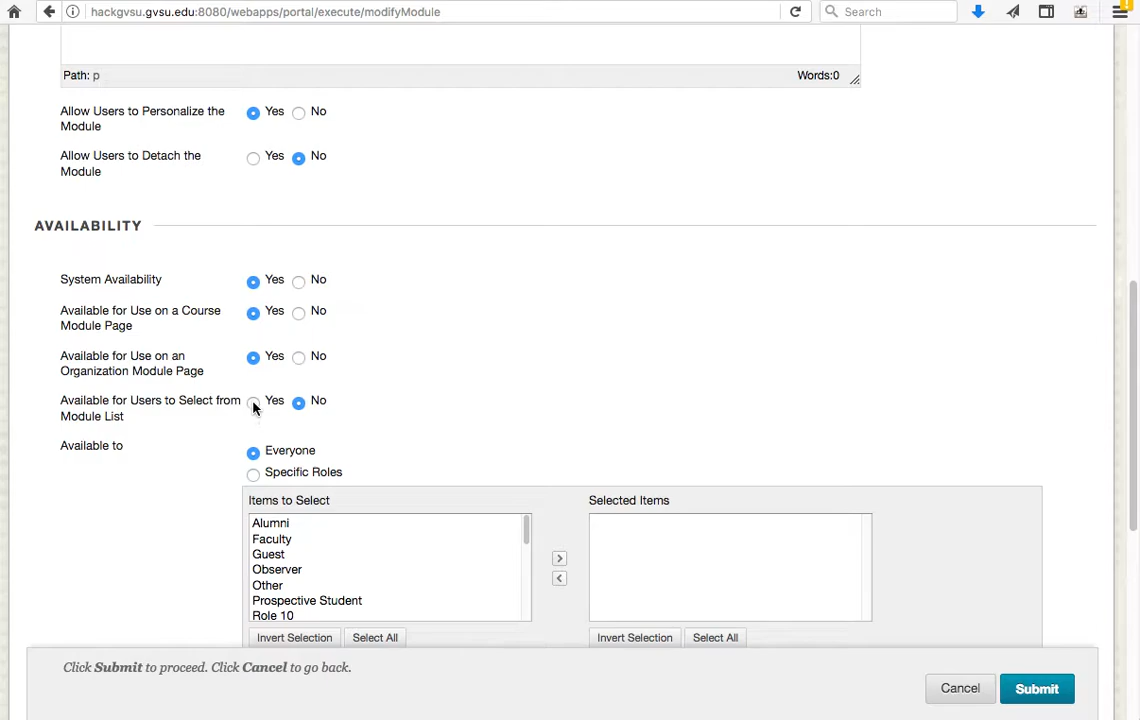 hackgvsu.gvsu.edu:8080/webapps/portal/execute/modifyModule
Search
Path: p
Words:0
Allow Users to Personalize the Module
Yes No
Allow Users to Detach the Module
Yes No
AVAILABILITY
System Availability
Yes No
Available for Use on a Course Module Page
Yes No
Available for Use on an Organization Module Page
Yes No
Available for Users to Select from Module List
Yes No
Available to
Everyone
Specific Roles
Items to Select
Selected Items
Alumni
Faculty
Guest
Observer
Other
Prospective Student
Role 10
Invert Selection
Select All
Invert Selection
Select All
Click Submit to proceed. Click Cancel to go back.
Cancel
Submit